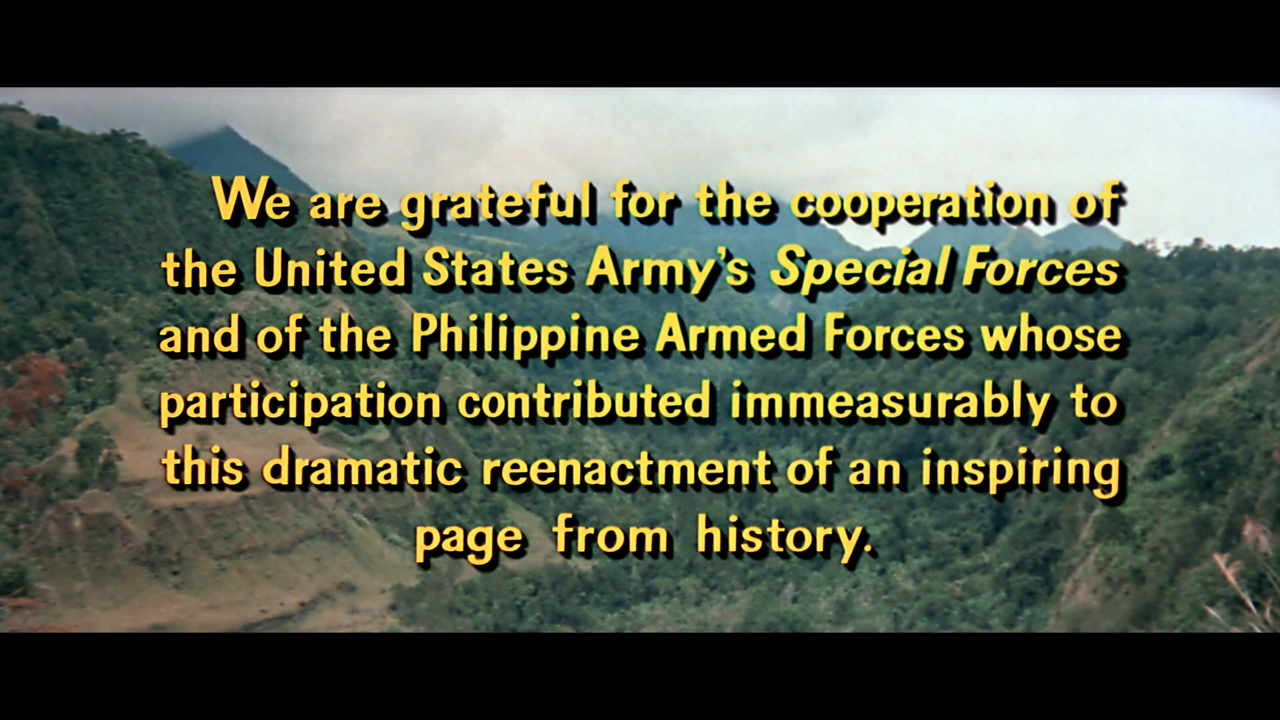 We are grateful for the cooperation of
the United States Army's Special Forces
and of the Philippine Armed Forces whose
participation contributed immeasurably to
this dramatic reenactment of an inspiring
page from history.